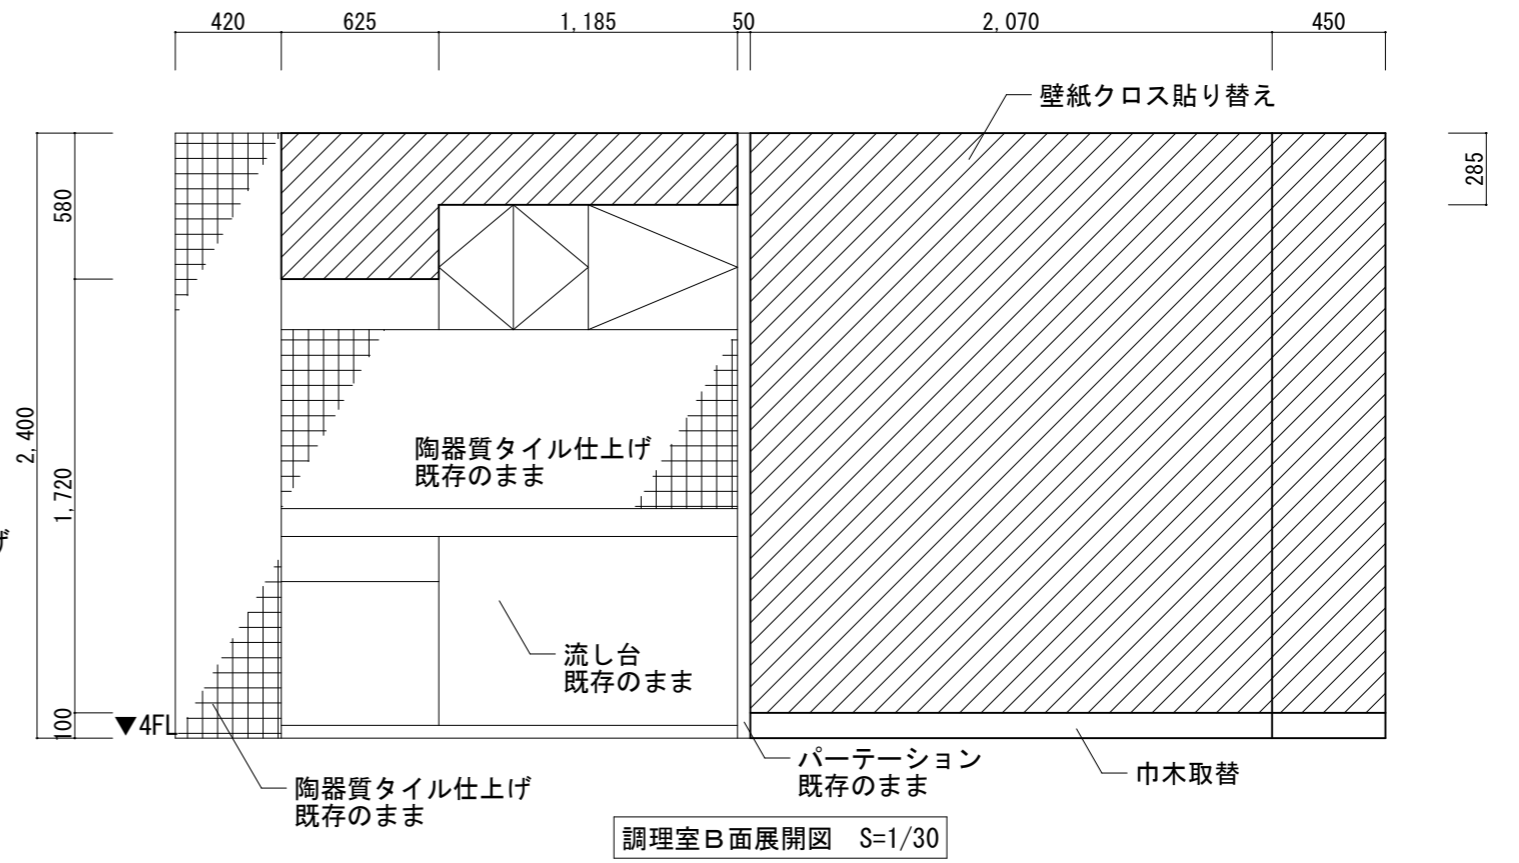 420
625
1,185
50
2,070
450
壁紙クロス貼り替え
285
580
2,400
1,720
100
げ
陶器質タイル仕上げ
既存のまま
流し台
既存のまま
▼4FL
パーテーション
既存のまま
巾木取替
陶器質タイル仕上げ
既存のまま
調理室B面展開図 S=1/30